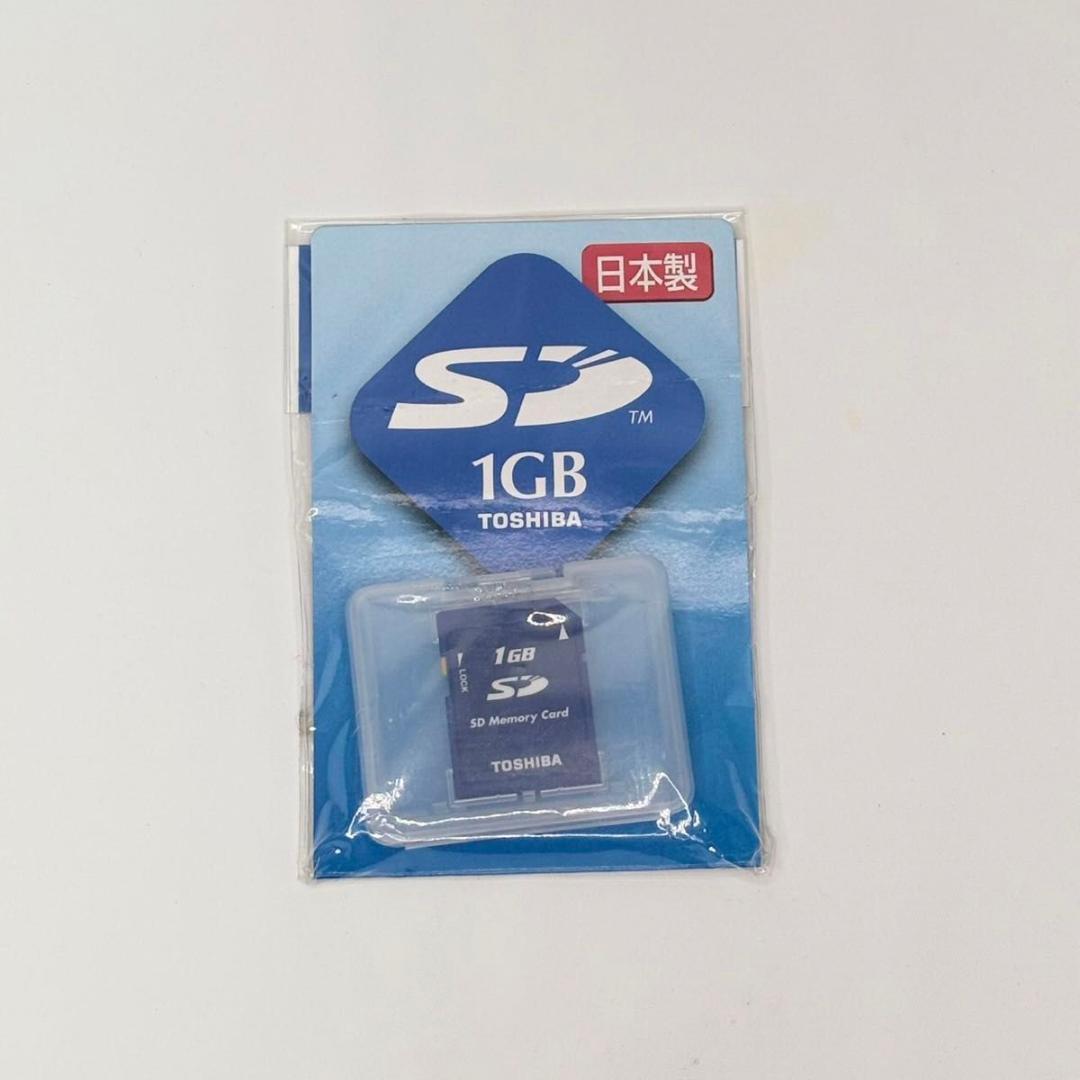 日本製
SD
TM
1GB
TOSHIBA
1GB
LOCK
SD
SD Memory Card
TOSHIBA